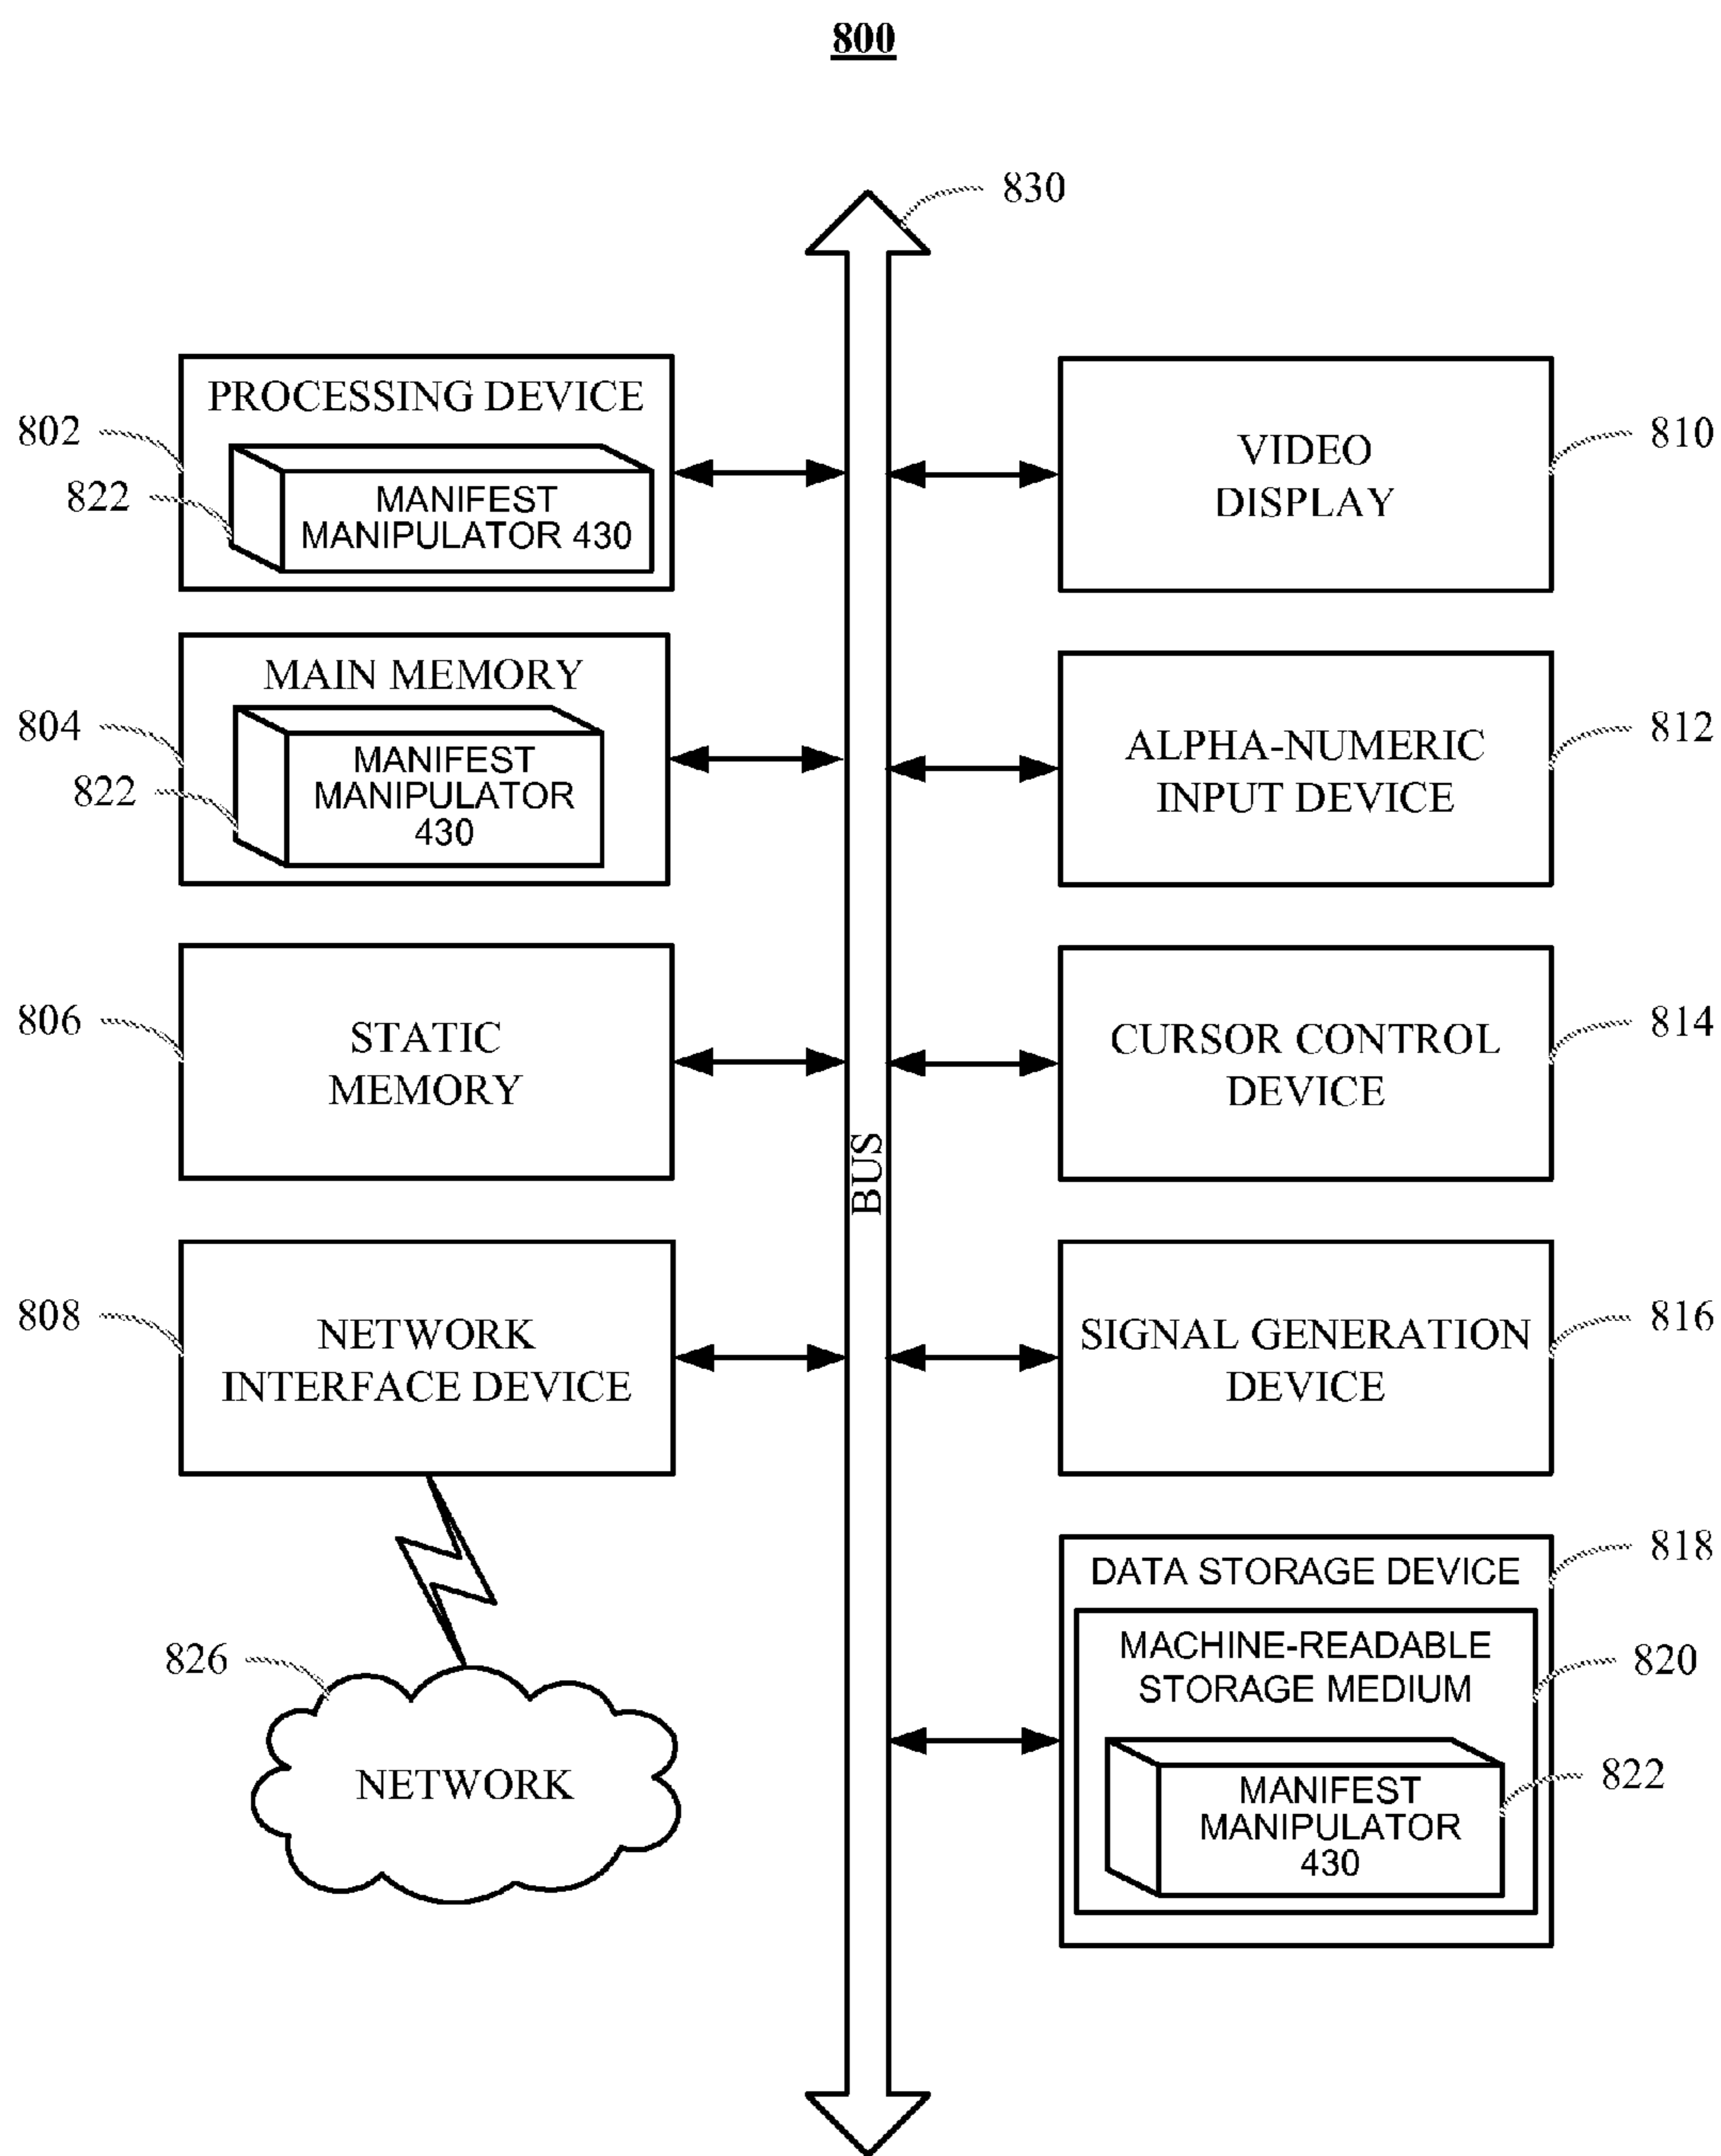 800
830
PROCESSING DEVICE
802
822
MANIFEST
MANIPULATOR 430
VIDEO
DISPLAY
810
MAIN MEMORY
804
822
MANIFEST
MANIPULATOR
430
ALPHA-NUMERIC
INPUT DEVICE
812
806
STATIC
MEMORY
CURSOR CONTROL
DEVICE
814
BUS
808
NETWORK
INTERFACE DEVICE
SIGNAL GENERATION
DEVICE
816
826
NETWORK
818
DATA STORAGE DEVICE
MACHINE-READABLE
STORAGE MEDIUM
820
822
MANIFEST
MANIPULATOR
430